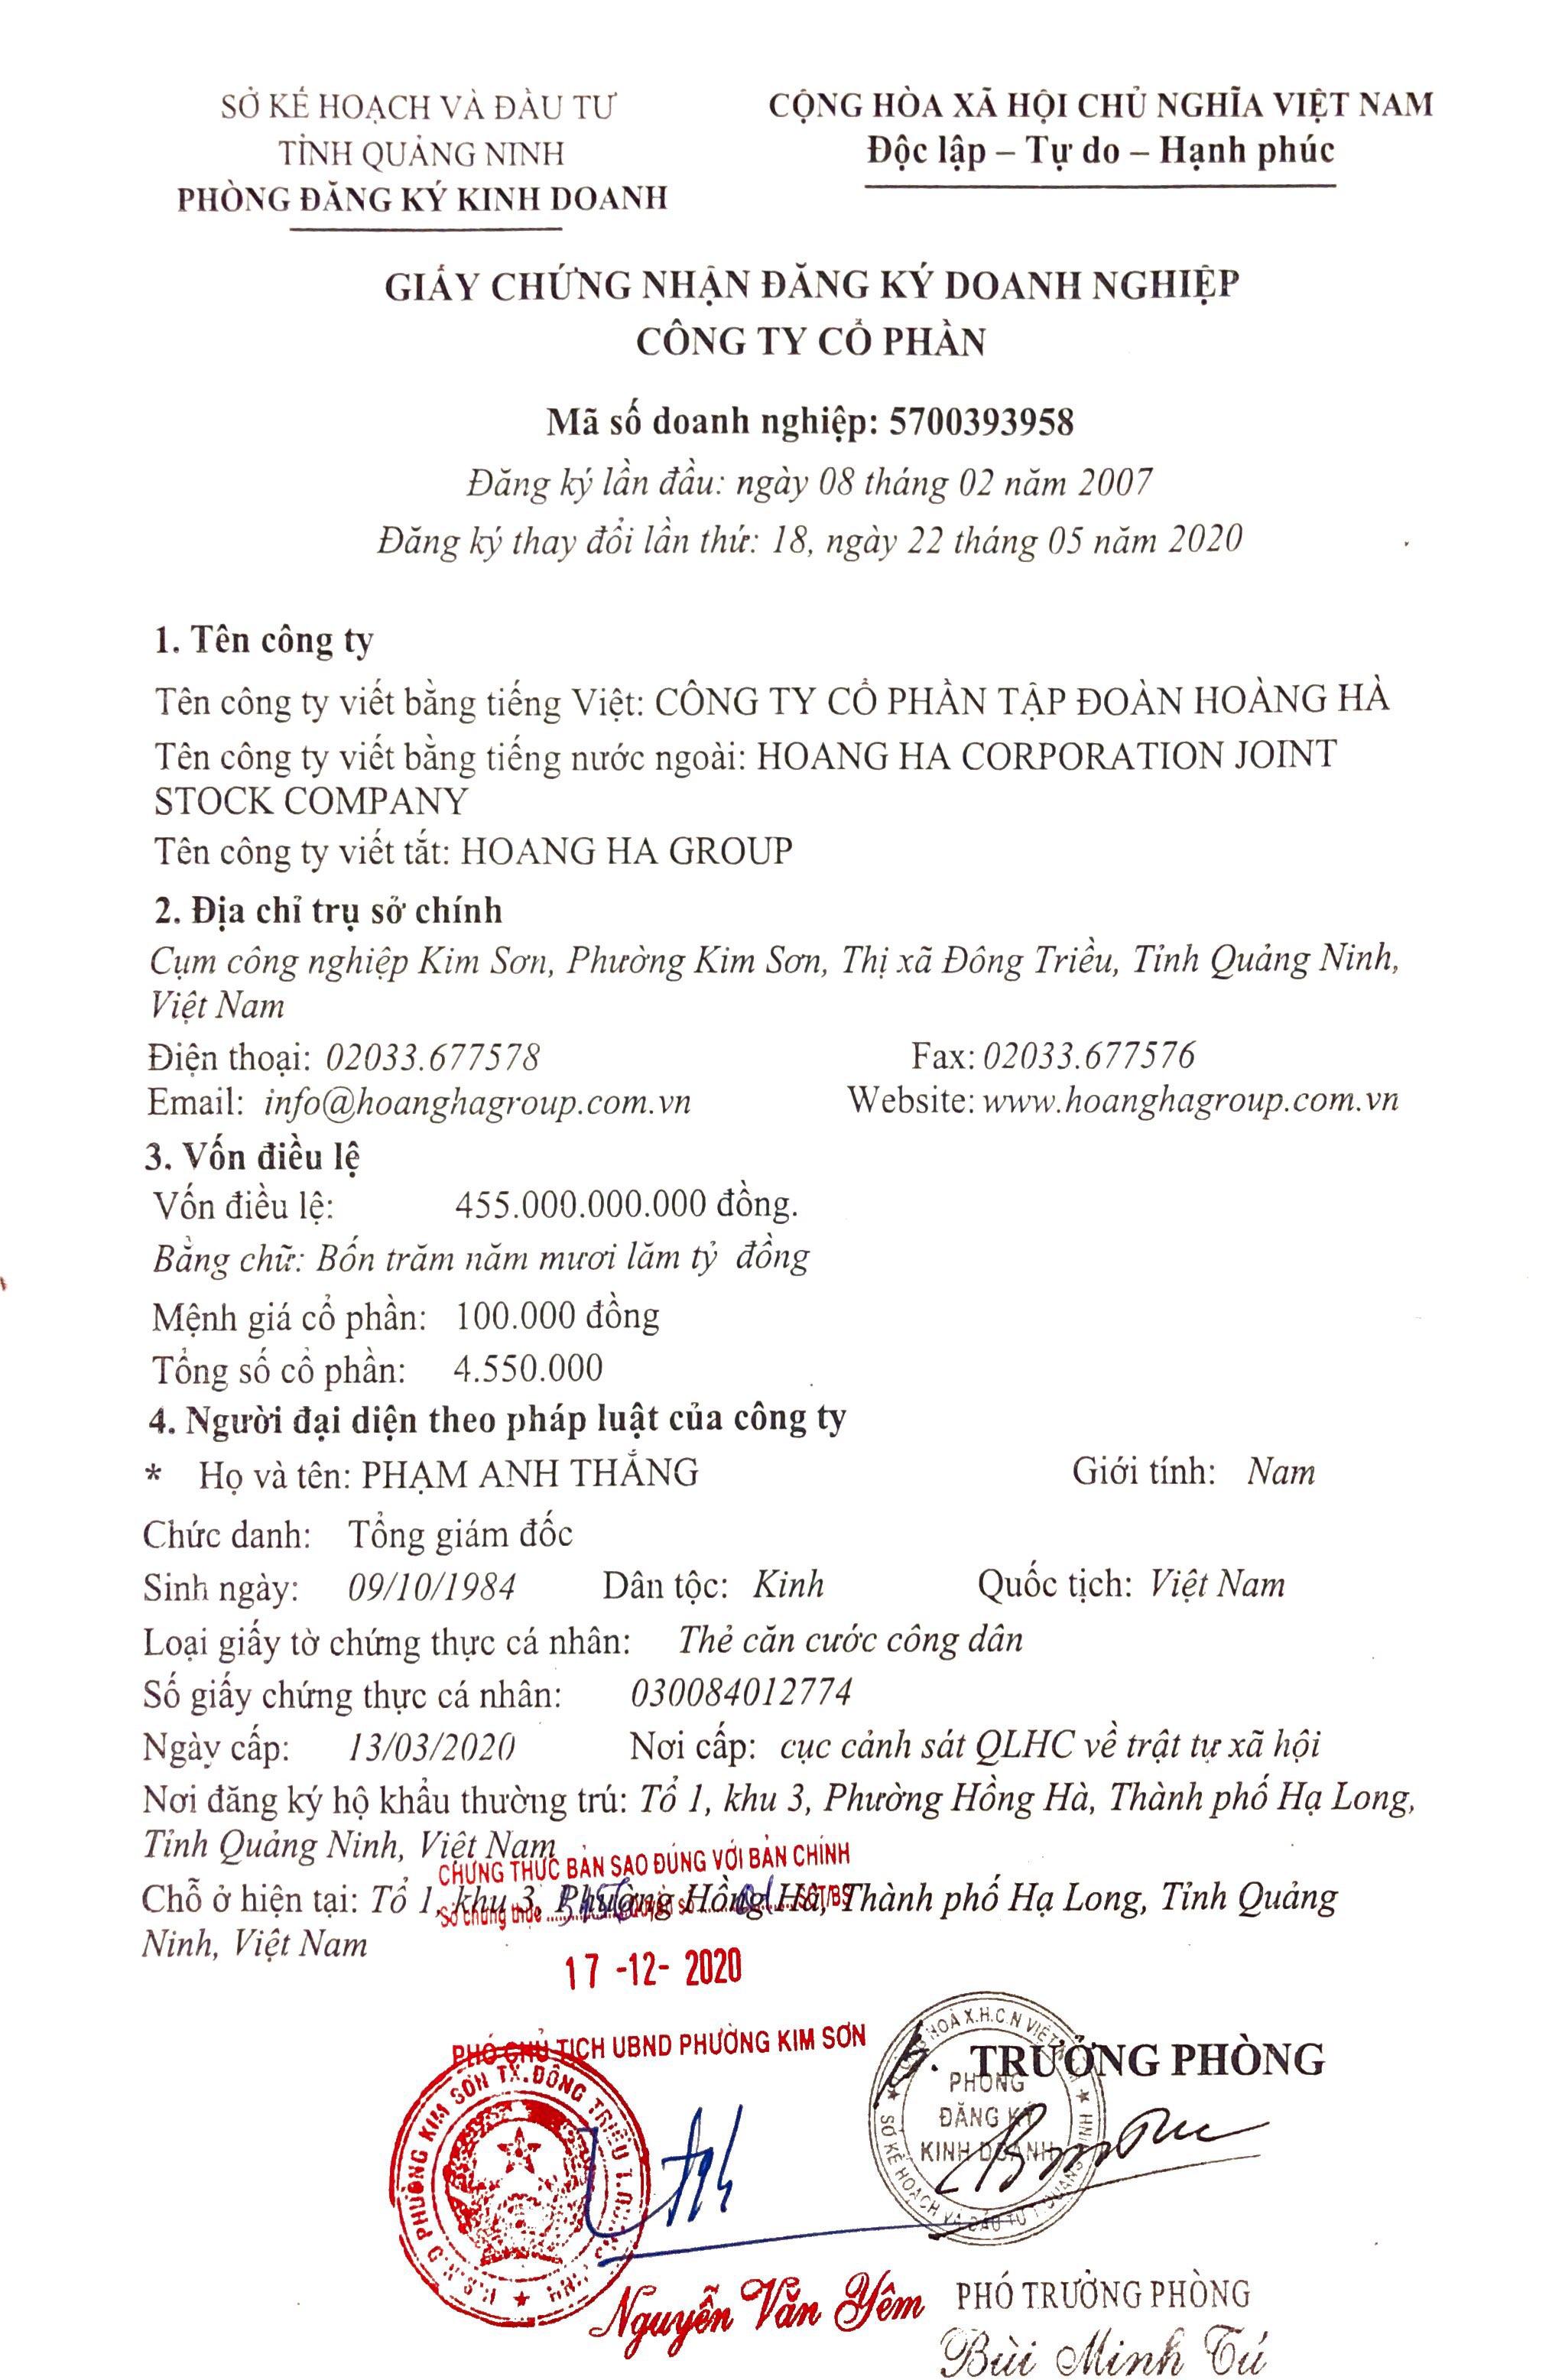 SỞ KẾ HOẠCH VÀ ĐẦU TƯ
TỈNH QUẢNG NINH
PHÒNG ĐĂNG KÝ KINH DOANH
CỘNG HÒA XÃ HỘI CHỦ NGHĨA VIỆT NAM
Độc lập – Tự do – Hạnh phúc
GIẤY CHỨNG NHẬN ĐĂNG KÝ DOANH NGHIỆP
CÔNG TY CỔ PHẦN
Mã số doanh nghiệp: 5700393958
Đăng ký lần đầu: ngày 08 tháng 02 năm 2007
Đăng ký thay đổi lần thứ: 18, ngày 22 tháng 05 năm 2020
1. Tên công ty
Tên công ty viết bằng tiếng Việt: CÔNG TY CỔ PHẦN TẬP ĐOÀN HOÀNG HÀ
Tên công ty viết bằng tiếng nước ngoài: HOANG HA CORPORATION JOINT
STOCK COMPANY
Tên công ty viết tắt: HOANG HA GROUP
2. Địa chỉ trụ sở chính
Cụm công nghiệp Kim Sơn, Phường Kim Sơn, Thị xã Đông Triều, Tỉnh Quảng Ninh,
Việt Nam
Điện thoại: 02033.677578 Fax: 02033.677576
Email: info@hoanghagroup.com.vn Website: www.hoanghagroup.com.vn
3. Vốn điều lệ
Vốn điều lệ: 455.000.000.000 đồng.
Bằng chữ: Bốn trăm năm mươi lăm tỷ đồng
Mệnh giá cổ phần: 100.000 đồng
Tổng số cổ phần: 4.550.000
4. Người đại diện theo pháp luật của công ty
* Họ và tên: PHẠM ANH THẮNG Giới tính: Nam
Chức danh: Tổng giám đốc
Sinh ngày: 09/10/1984 Dân tộc: Kinh Quốc tịch: Việt Nam
Loại giấy tờ chứng thực cá nhân: Thẻ căn cước công dân
Số giấy chứng thực cá nhân: 030084012774
Ngày cấp: 13/03/2020 Nơi cấp: cục cảnh sát QLHC về trật tự xã hội
Nơi đăng ký hộ khẩu thường trú: Tổ 1, khu 3, Phường Hồng Hà, Thành phố Hạ Long,
Tỉnh Quảng Ninh, Việt Nam
CHỨNG THỰC BẢN SAO ĐÚNG VỚI BẢN CHÍNH
Chỗ ở hiện tại: Tổ 1, khu 3, Phường Hồng Hà, Thành phố Hạ Long, Tỉnh Quảng
Số chứng thực quyển số SCT/BS
Ninh, Việt Nam
17 -12- 2020
PHÓ CHỦ TỊCH UBND PHƯỜNG KIM SƠN
TRƯỞNG PHÒNG
U.B.N.D PHƯỜNG KIM SƠN TX.ĐÔNG TRIỀU
PHÒNG
ĐĂNG KÝ
KINH DOANH
SỞ KẾ HOẠCH VÀ ĐẦU TƯ T.QUẢNG NINH
HOÀ X.H.C.N VIỆT
Nguyễn Văn Yêm
PHÓ TRƯỞNG PHÒNG
Bùi Minh Tú